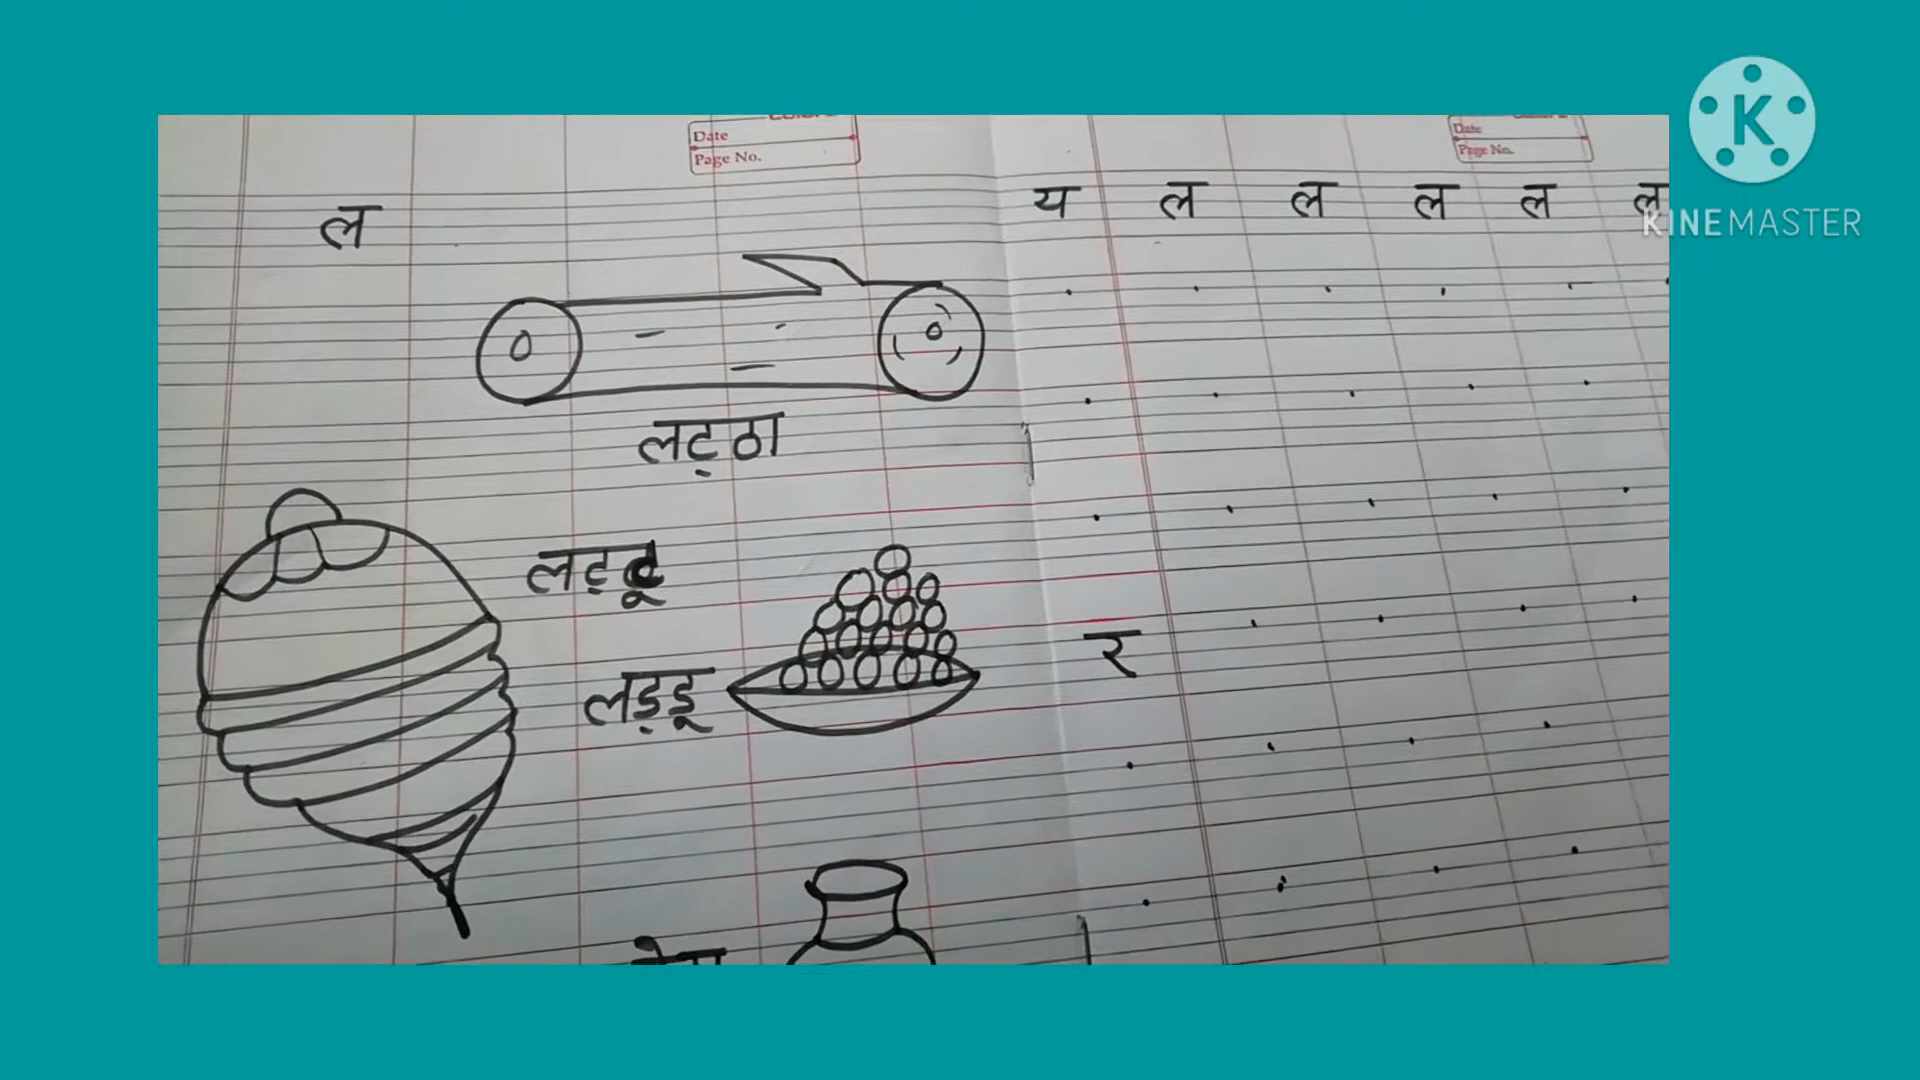 Date
Page No.
Date
Page No.
ल
य ल ल ल ल ल
लट्ठा
लट्टू
लड्डू
र
K
KINEMASTER